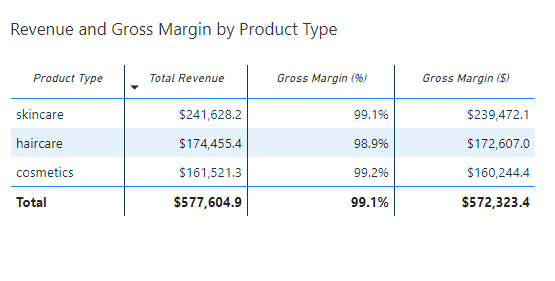 Revenue and Gross Margin by Product Type
Product Type Total Revenue Gross Margin (%) Gross Margin ($)
skincare $241,628.2 99.1% $239,472.1
haircare $174,455.4 98.9% $172,607.0
cosmetics $161,521.3 99.2% $160,244.4
Total $577,604.9 99.1% $572,323.4